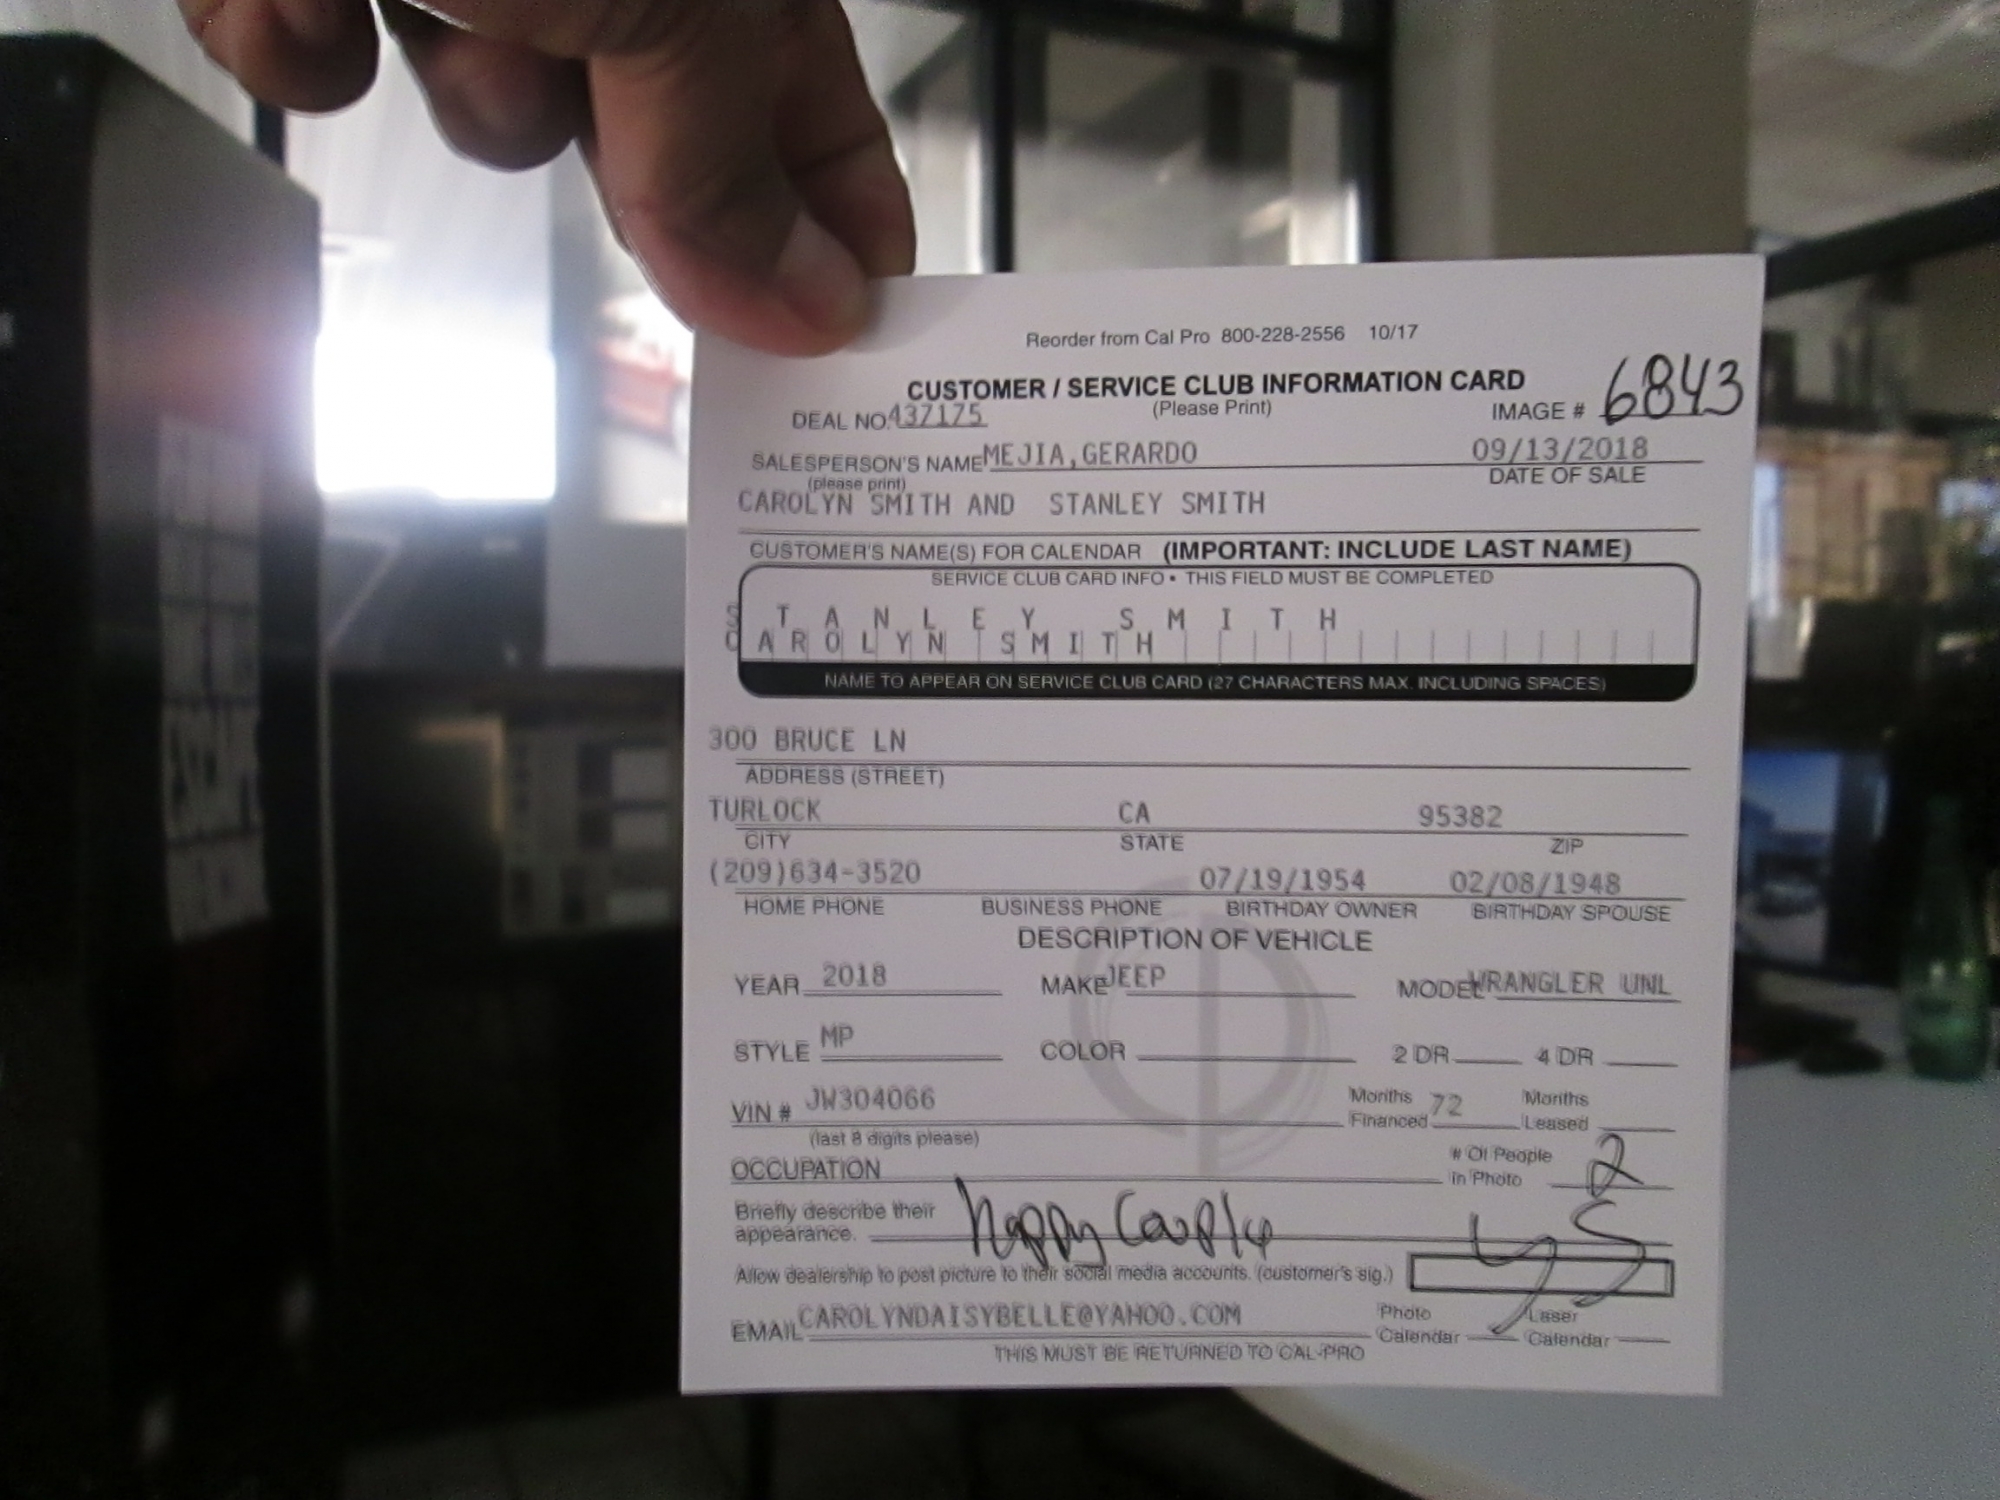 Reorder from Cal Pro 800-228-2556 10/17
CUSTOMER / SERVICE CLUB INFORMATION CARD
(Please Print)
DEAL NO. 437175
IMAGE # 6843
SALESPERSON'S NAME MEJIA,GERARDO 09/13/2018
(please print) DATE OF SALE
CAROLYN SMITH AND STANLEY SMITH
CUSTOMER'S NAME(S) FOR CALENDAR (IMPORTANT: INCLUDE LAST NAME)
SERVICE CLUB CARD INFO • THIS FIELD MUST BE COMPLETED
STANLEY SMITH
CAROLYN SMITH
NAME TO APPEAR ON SERVICE CLUB CARD (27 CHARACTERS MAX. INCLUDING SPACES)
300 BRUCE LN
ADDRESS (STREET)
TURLOCK CA 95382
CITY STATE ZIP
(209)634-3520 07/19/1954 02/08/1948
HOME PHONE BUSINESS PHONE BIRTHDAY OWNER BIRTHDAY SPOUSE
DESCRIPTION OF VEHICLE
YEAR 2018 MAKE JEEP MODEL WRANGLER UNL
STYLE MP COLOR 2 DR 4 DR
VIN # JW304066 Months Financed 72 Months Leased
(last 8 digits please)
OCCUPATION # Of People in Photo 2
Briefly describe their appearance. happy Couple
Allow dealership to post picture to their social media accounts. (customer's sig.)
EMAIL CAROLYNDAISYBELLE@YAHOO.COM Photo Calendar Laser Calendar
THIS MUST BE RETURNED TO CAL-PRO